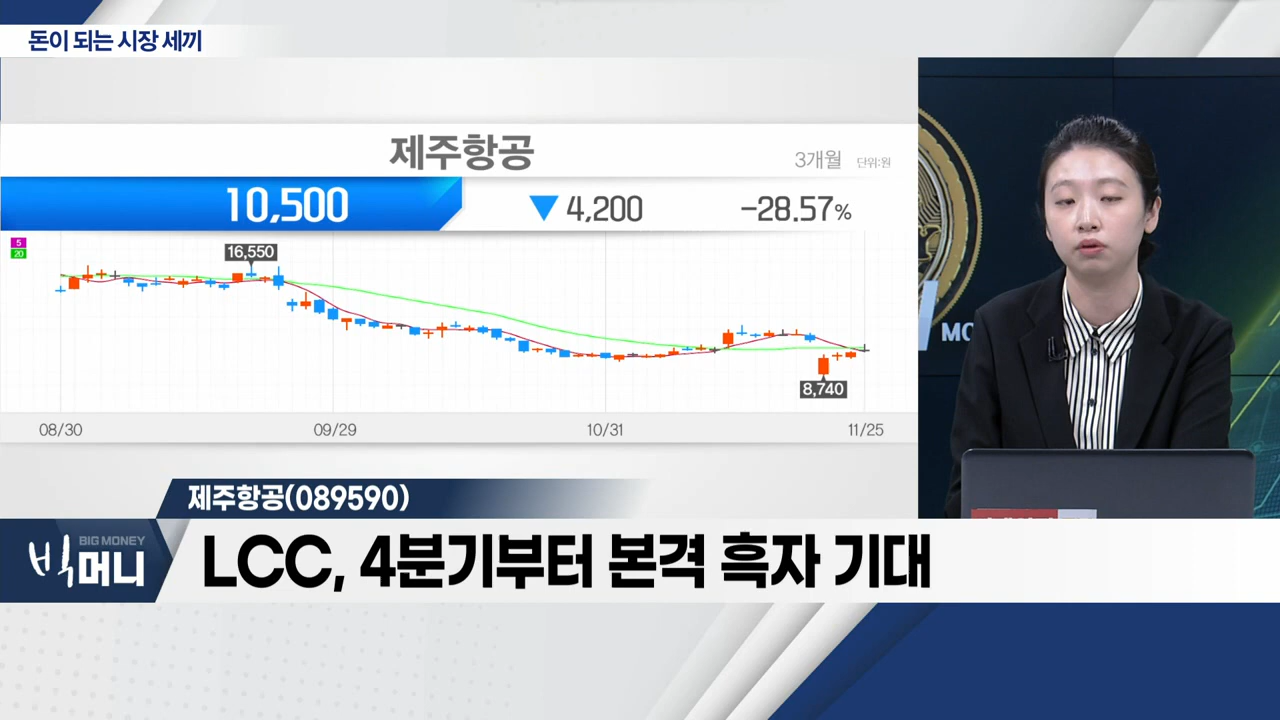 돈이 되는 시장 세끼
제주항공
3개월 단위:원
10,500 ▼ 4,200 -28.57%
5
20
16,550
8,740
08/30 09/29 10/31 11/25
MO
제주항공(089590)
BIG MONEY
빅머니
LCC, 4분기부터 본격 흑자 기대